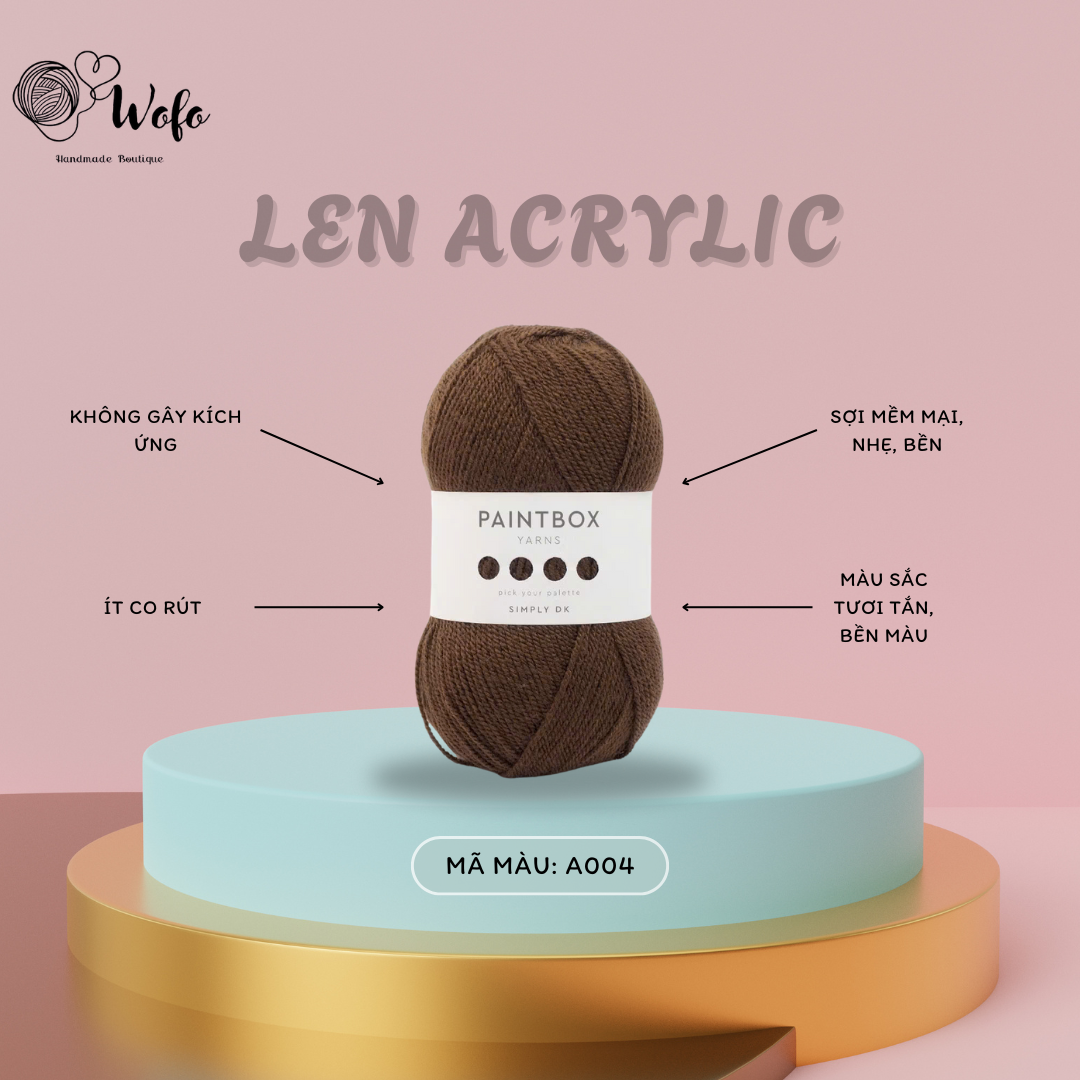 Wofo
Handmade Boutique
LEN ACRYLIC
KHÔNG GÂY KÍCH
ỨNG
SỢI MỀM MẠI,
NHẸ, BỀN
PAINTBOX
YARNS
pick your palette
SIMPLY DK
ÍT CO RÚT
MÀU SẮC
TƯƠI TẮN,
BỀN MÀU
MÃ MÀU: A004